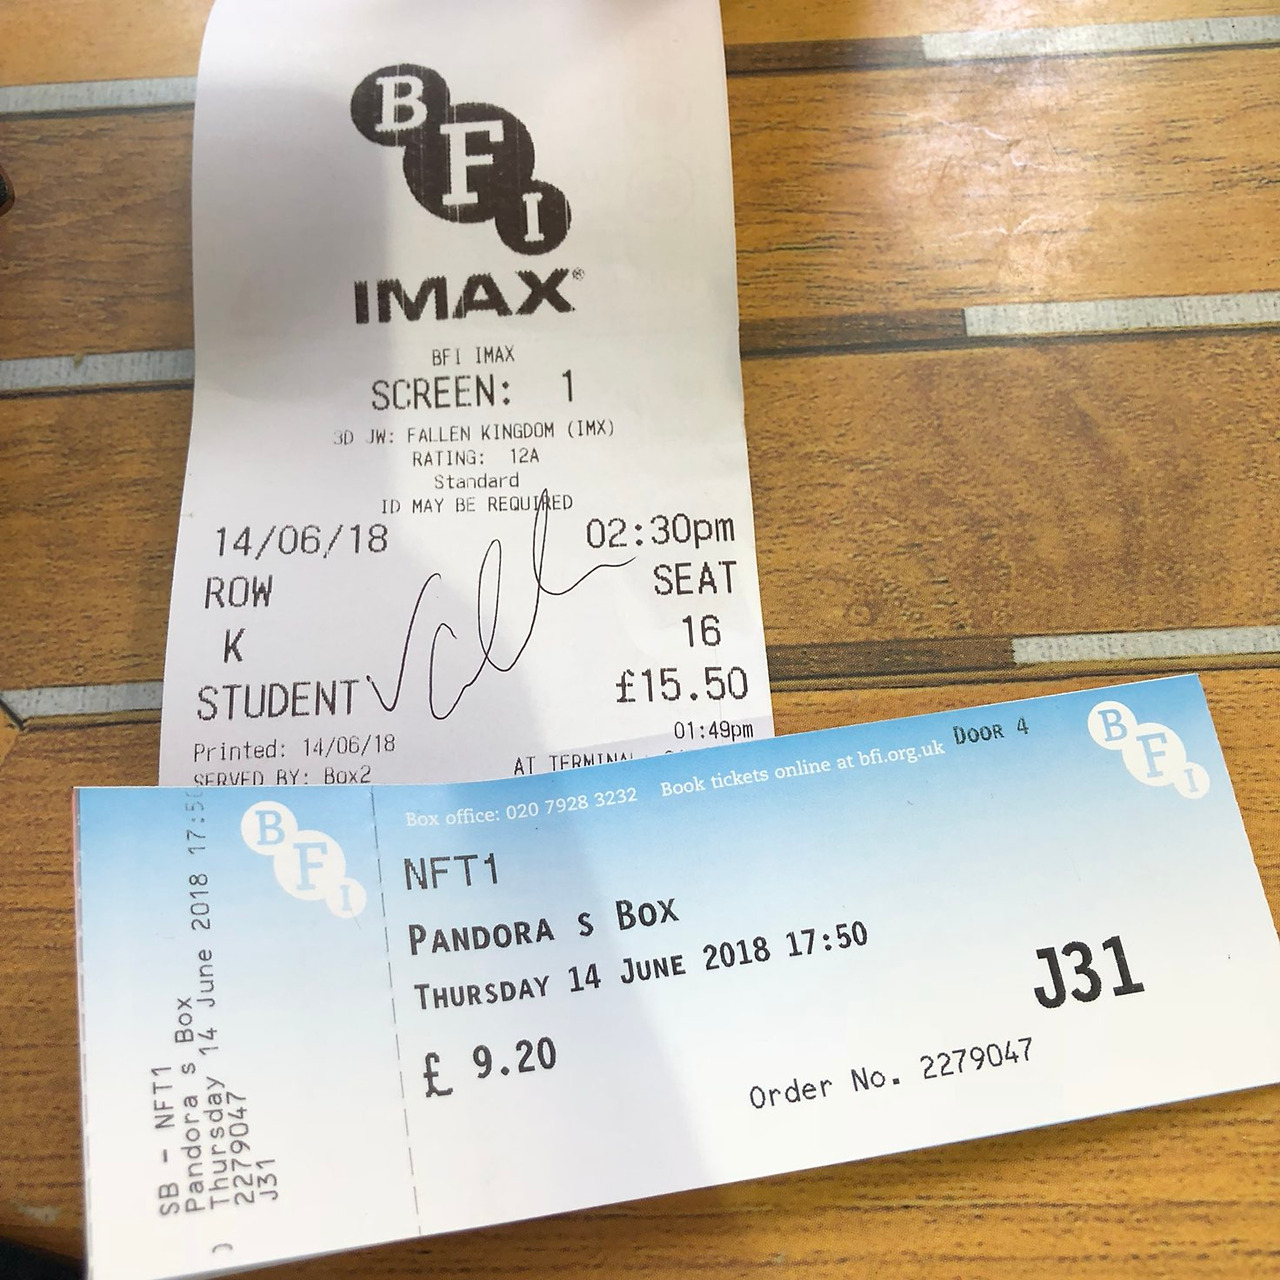 BFI
IMAX®
BFI IMAX
SCREEN: 1
3D JW: FALLEN KINGDOM (IMX)
RATING: 12A
Standard
ID MAY BE REQUIRED
14/06/18 02:30pm
ROW SEAT
K 16
STUDENT £15.50
Printed: 14/06/18 01:49pm
SERVED BY: Box2 AT TERMINAL
BFI
Box office: 020 7928 3232 Book tickets online at bfi.org.uk DOOR 4
BFI
NFT1
PANDORA S BOX
THURSDAY 14 JUNE 2018 17:50
J31
£ 9.20
Order No. 2279047
SB - NFT1
Pandora s Box
Thursday 14 June 2018 17:50
2279047
J31